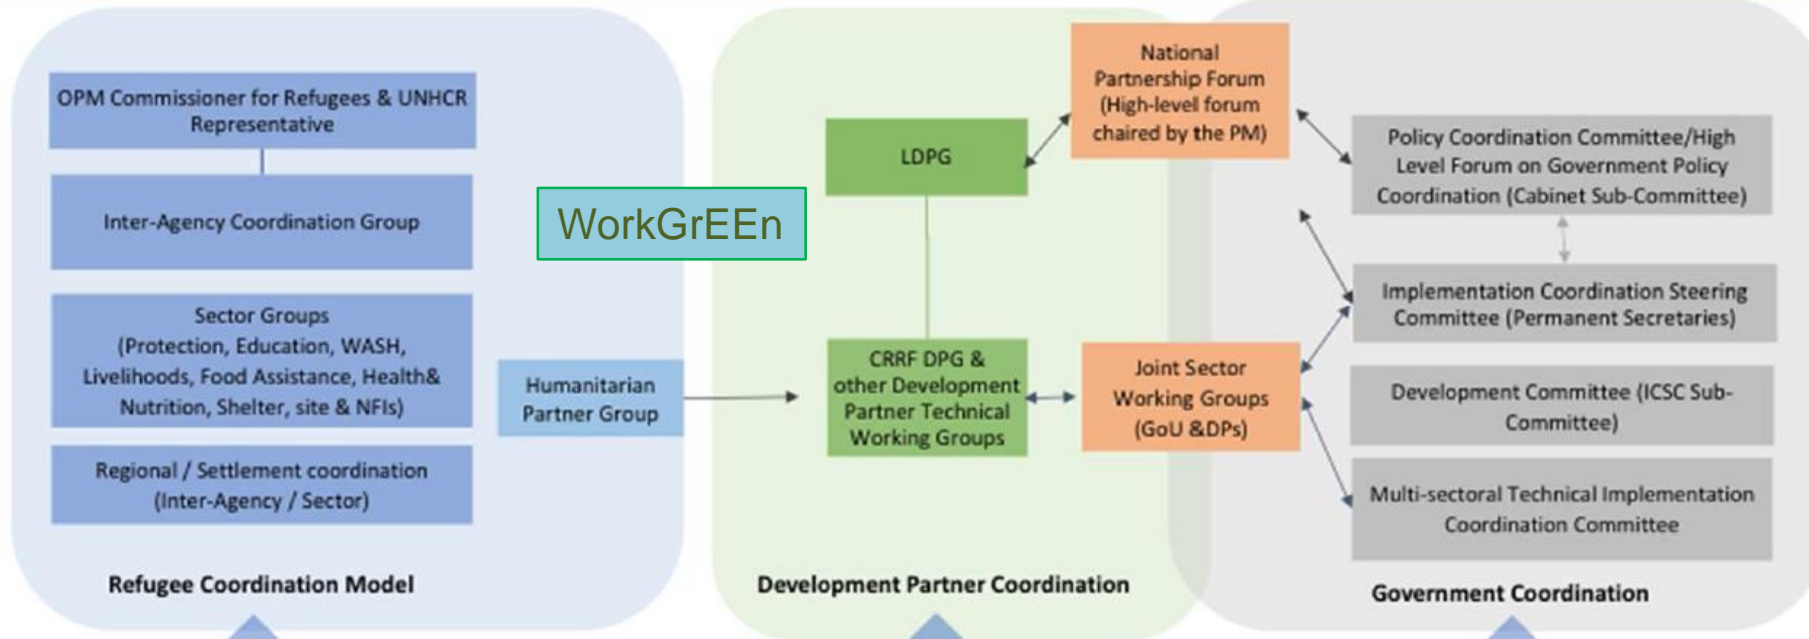 OPM Commissioner for Refugees & UNHCR
Representative
Inter-Agency Coordination Group
Sector Groups
(Protection, Education, WASH,
Livelihoods, Food Assistance, Health&
Nutrition, Shelter, site & NFIs)
Regional / Settlement coordination
(Inter-Agency / Sector)
Humanitarian
Partner Group
Refugee Coordination Model
WorkGrEEn
LDPG
CRRF DPG &
other Development
Partner Technical
Working Groups
Development Partner Coordination
National
Partnership Forum
(High-level forum
chaired by the PM)
Joint Sector
Working Groups
(GoU &DPs)
Policy Coordination Committee/High
Level Forum on Government Policy
Coordination (Cabinet Sub-Committee)
Implementation Coordination Steering
Committee (Permanent Secretaries)
Development Committee (ICSC Sub-
Committee)
Multi-sectoral Technical Implementation
Coordination Committee
Government Coordination